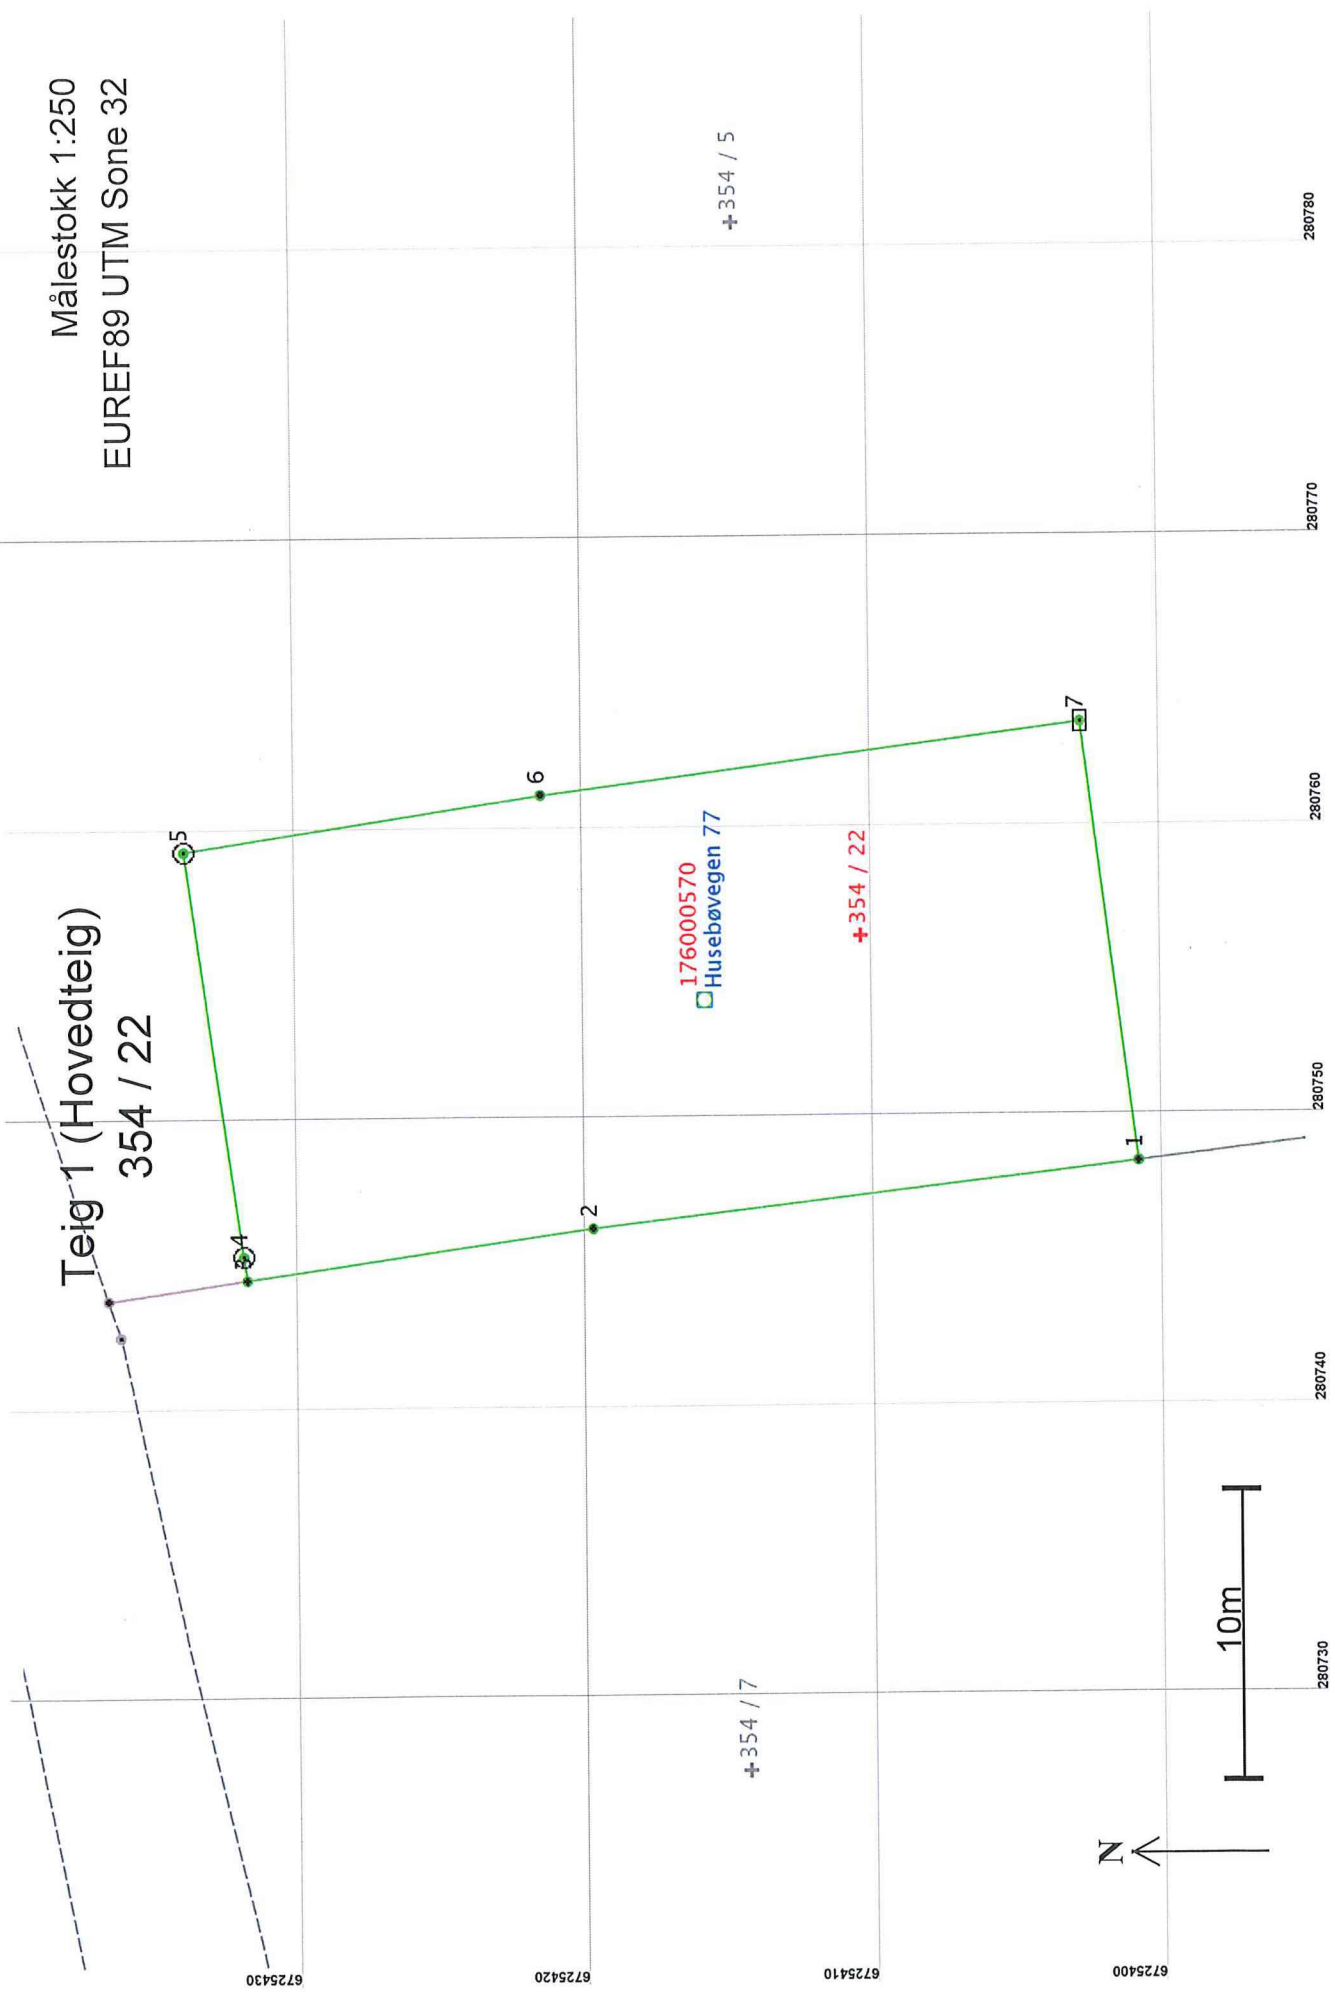 Målestokk 1:250
EUREF89 UTM Sone 32
Teig 1 (Hovedteig)
354 / 22
5
3
4
6
2
7
1
176000570
Husebøvegen 77
+354 / 22
+354 / 5
+354 / 7
10m
N
6725430
6725420
6725410
6725400
280730
280740
280750
280760
280770
280780